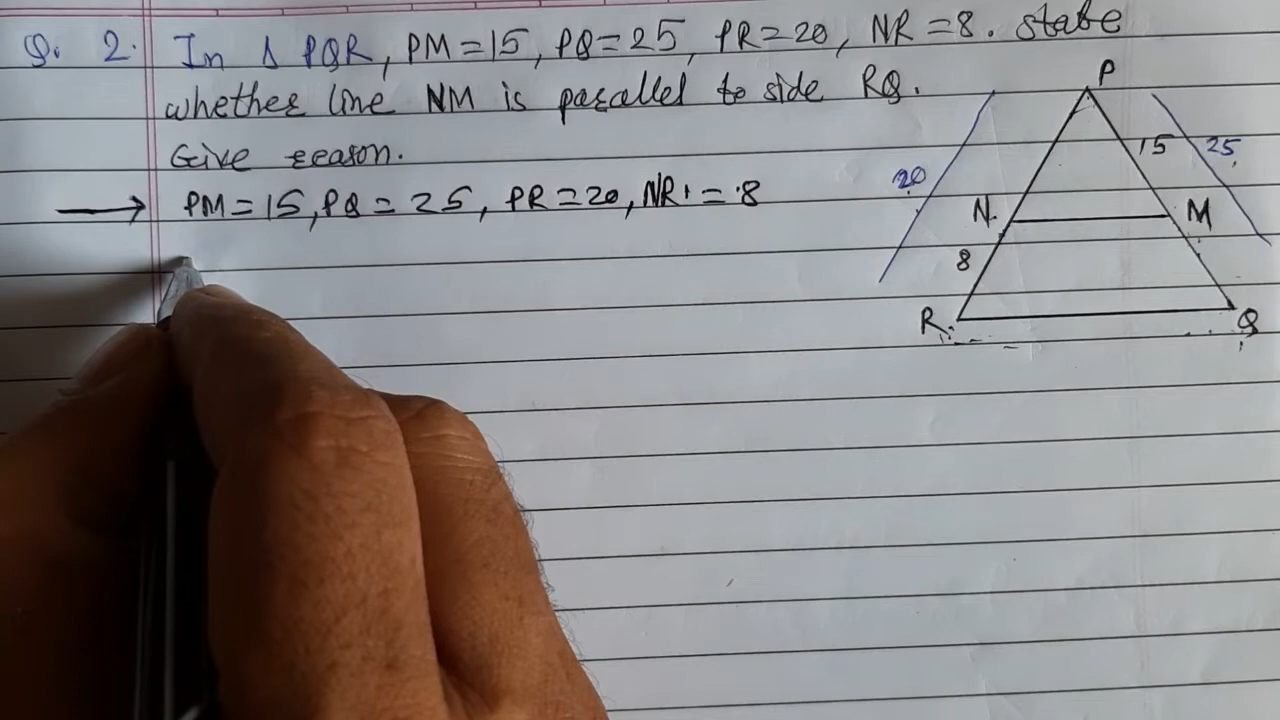 Q. 2. In Δ PQR, PM=15, PQ=25, PR=20, NR=8. state
whether line NM is parallel to side RQ.
Give reason.
→ PM=15, PQ=25, PR=20, NR=8
P
15
25
20
N
M
8
R
Q